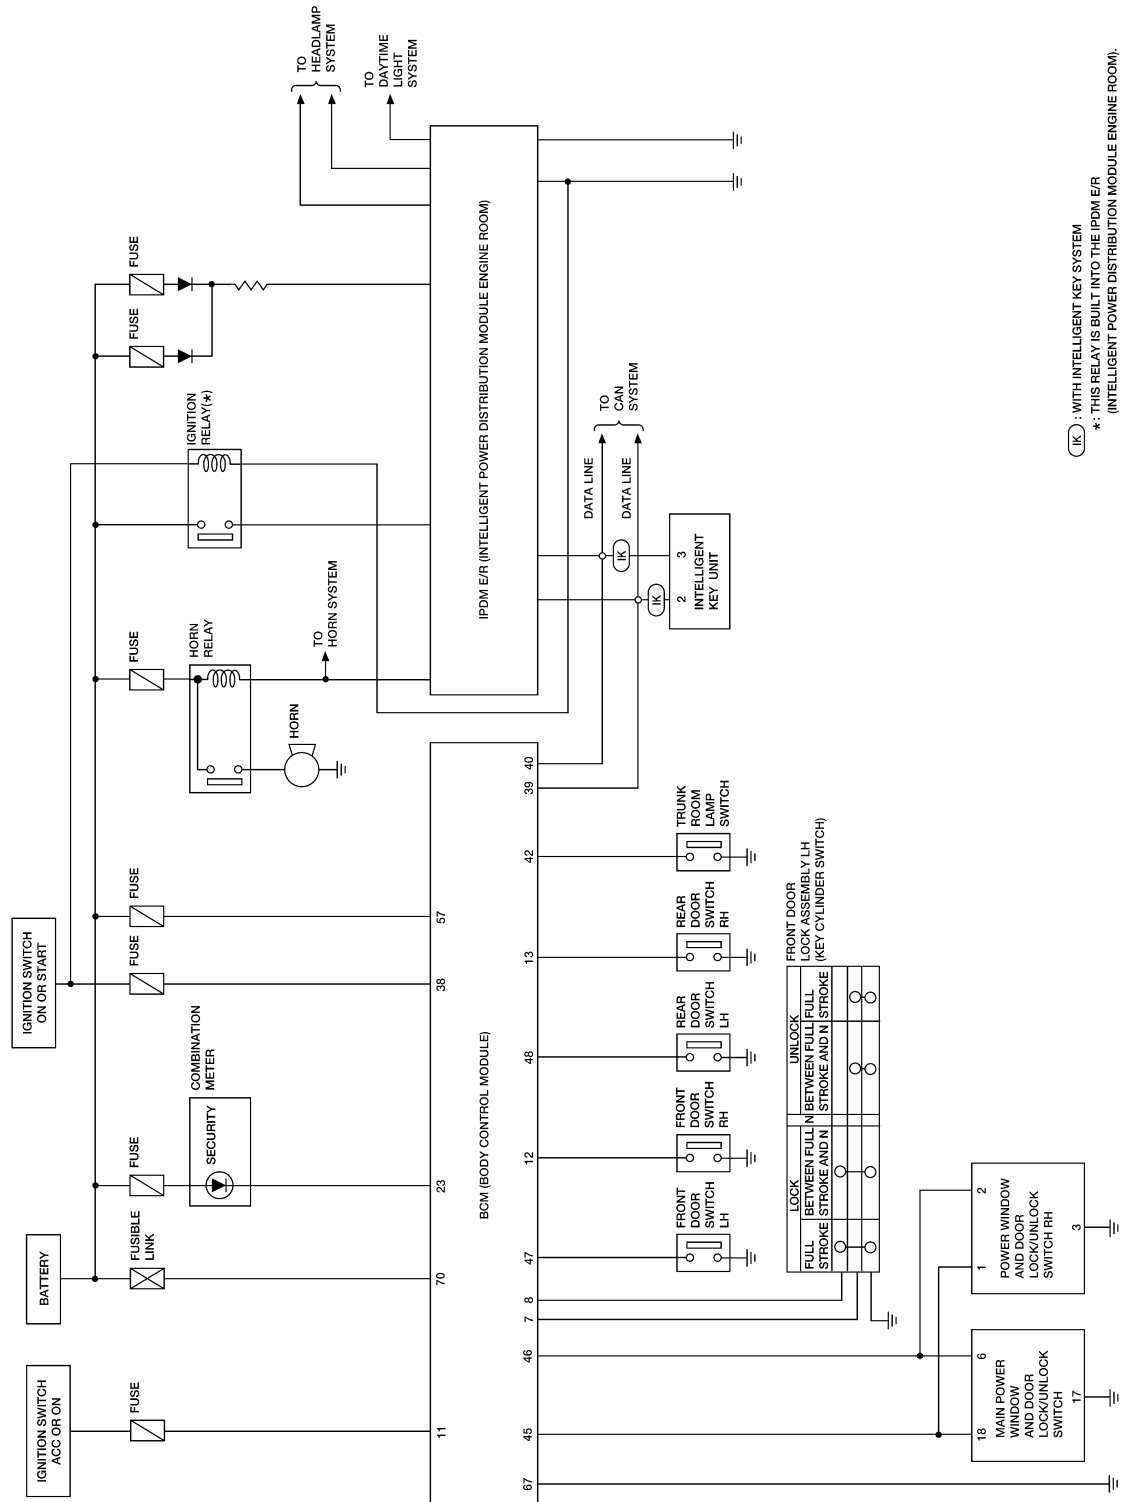 IGNITION SWITCH
ACC OR ON
BATTERY
IGNITION SWITCH
ON OR START
FUSE
FUSIBLE
LINK
FUSE
COMBINATION
METER
SECURITY
FUSE
FUSE
HORN
HORN
RELAY
FUSE
TO
HORN SYSTEM
IGNITION
RELAY(*)
FUSE
FUSE
TO
HEADLAMP
SYSTEM
TO
DAYTIME
LIGHT
SYSTEM
11
70
23
38
57
BCM (BODY CONTROL MODULE)
IPDM E/R (INTELLIGENT POWER DISTRIBUTION MODULE ENGINE ROOM)
67
45
46
7
8
47
12
48
13
42
39
40
DATA LINE
DATA LINE
TO
CAN
SYSTEM
IK
IK
2
3
INTELLIGENT
KEY UNIT
FRONT
DOOR
SWITCH
LH
FRONT
DOOR
SWITCH
RH
REAR
DOOR
SWITCH
LH
REAR
DOOR
SWITCH
RH
TRUNK
ROOM
LAMP
SWITCH
FRONT DOOR
LOCK ASSEMBLY LH
(KEY CYLINDER SWITCH)
LOCK
N
UNLOCK
FULL
STROKE
BETWEEN FULL
STROKE AND N
BETWEEN FULL
STROKE AND N
FULL
STROKE
18
6
MAIN POWER
WINDOW
AND DOOR
LOCK/UNLOCK
SWITCH
17
1
2
POWER WINDOW
AND DOOR
LOCK/UNLOCK
SWITCH RH
3
IK : WITH INTELLIGENT KEY SYSTEM
* : THIS RELAY IS BUILT INTO THE IPDM E/R
(INTELLIGENT POWER DISTRIBUTION MODULE ENGINE ROOM).